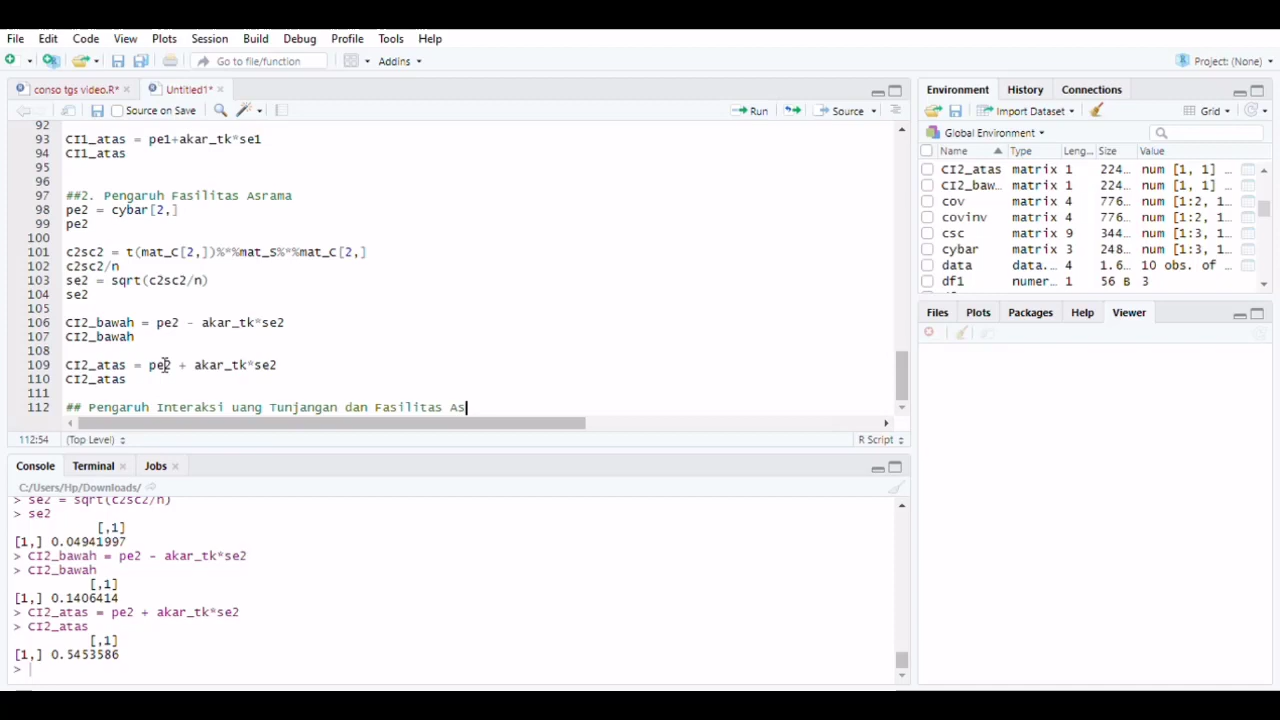 File Edit Code View Plots Session Build Debug Profile Tools Help
Go to file/function
Addins
Project: (None)
conso tgs video.R*
Untitled1*
Source on Save
Run
Source
92
93 CI1_atas = pe1+akar_tk*se1
94 CI1_atas
95
96
97 ##2. Pengaruh Fasilitas Asrama
98 pe2 = cybar[2,]
99 pe2
100
101 c2sc2 = t(mat_C[2,])%*%mat_S%*%mat_C[2,]
102 c2sc2/n
103 se2 = sqrt(c2sc2/n)
104 se2
105
106 CI2_bawah = pe2 - akar_tk*se2
107 CI2_bawah
108
109 CI2_atas = pe2 + akar_tk*se2
110 CI2_atas
111
112 ## Pengaruh Interaksi uang Tunjangan dan Fasilitas As
112:54 (Top Level) R Script
Console Terminal Jobs
C:/Users/Hp/Downloads/
> se2 = sqrt(c2sc2/n)
> se2
[,1]
[1,] 0.04941997
> CI2_bawah = pe2 - akar_tk*se2
> CI2_bawah
[,1]
[1,] 0.1406414
> CI2_atas = pe2 + akar_tk*se2
> CI2_atas
[,1]
[1,] 0.5453586
>
Environment History Connections
Import Dataset
Grid
Global Environment
Name Type Leng... Size Value
CI2_atas matrix 1 224... num [1, 1] ...
CI2_baw... matrix 1 224... num [1, 1] ...
cov matrix 4 776... num [1:2, 1...
covinv matrix 4 776... num [1:2, 1...
csc matrix 9 344... num [1:3, 1...
cybar matrix 3 248... num [1:3, 1...
data data.... 4 1.6... 10 obs. of ...
df1 numer... 1 56 B 3
Files Plots Packages Help Viewer